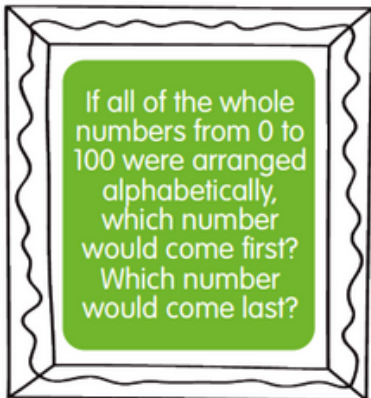 If all of the whole
numbers from 0 to
100 were arranged
alphabetically,
which number
would come first?
Which number
would come last?